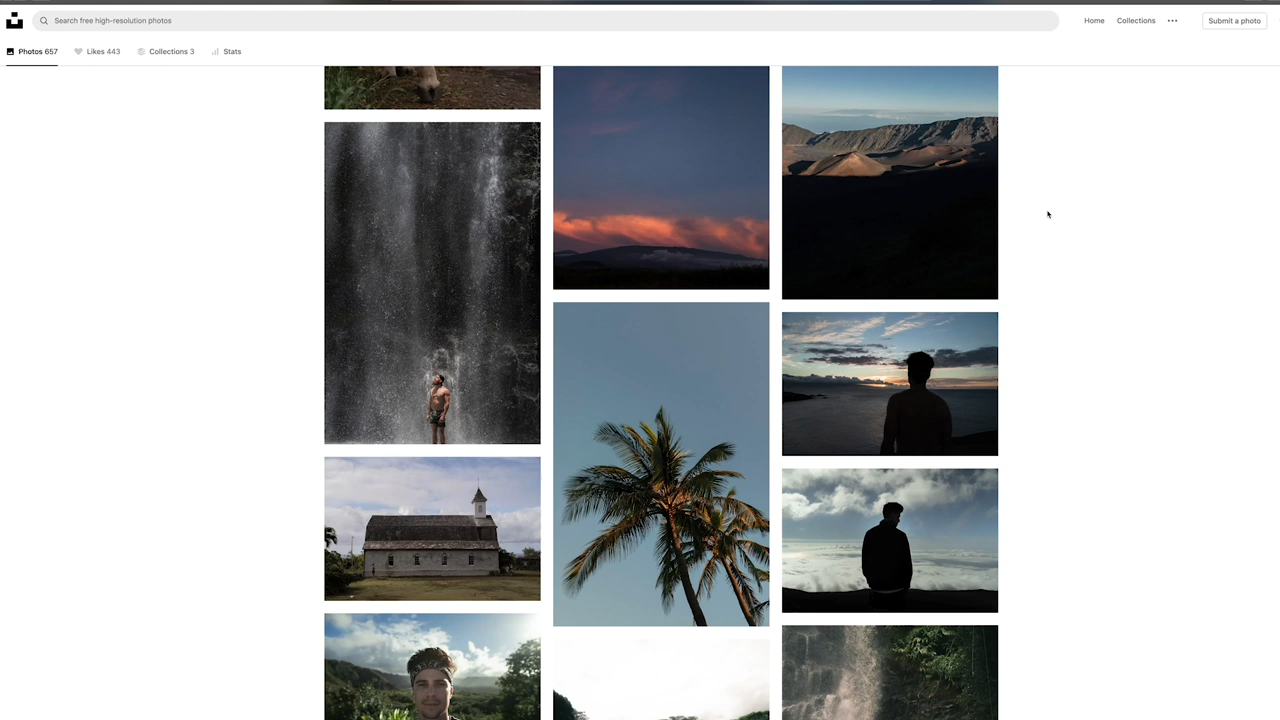 Search free high-resolution photos
Home
Collections
Submit a photo
Photos 657
Likes 443
Collections 3
Stats